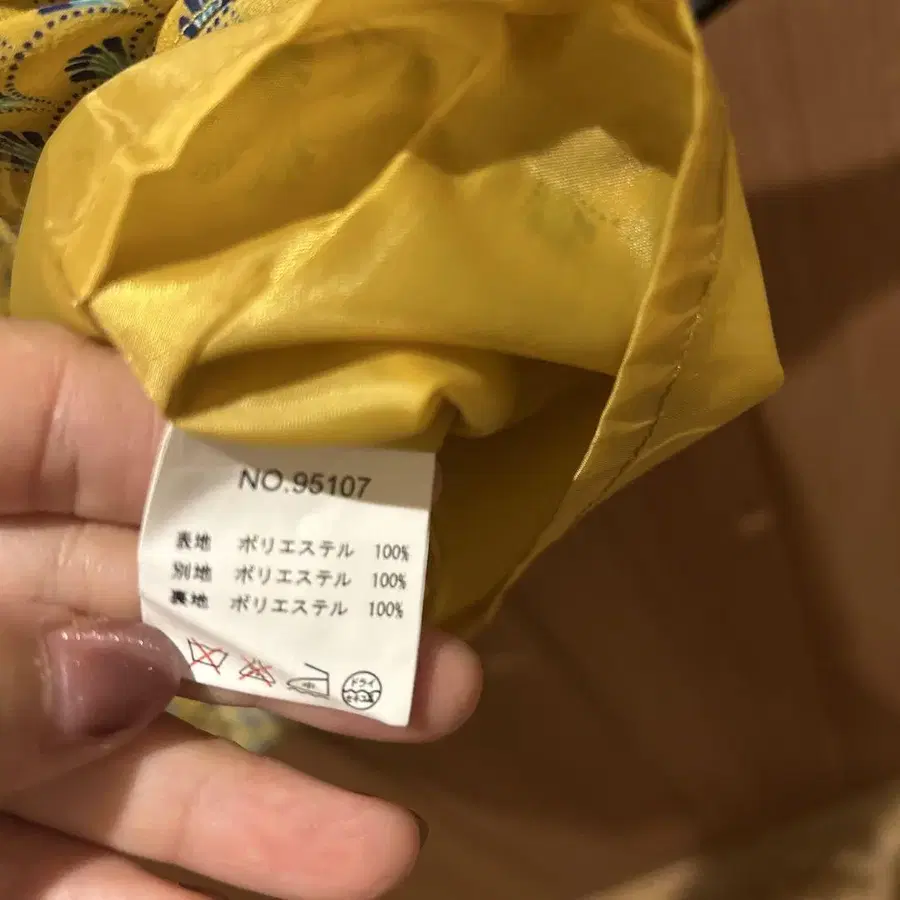 NO.95107
表地 ポリエステル 100%
別地 ポリエステル 100%
裏地 ポリエステル 100%
ドライ